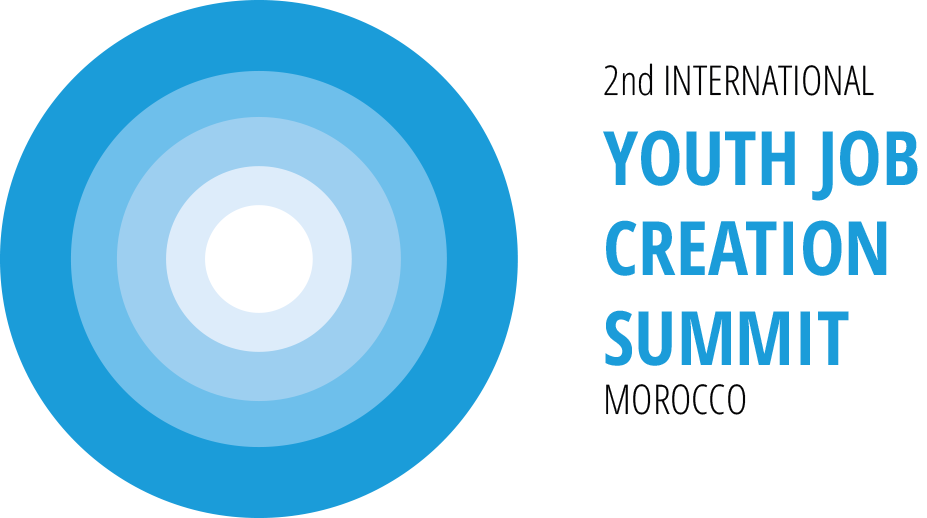 2nd INTERNATIONAL
YOUTH JOB
CREATION
SUMMIT
MOROCCO